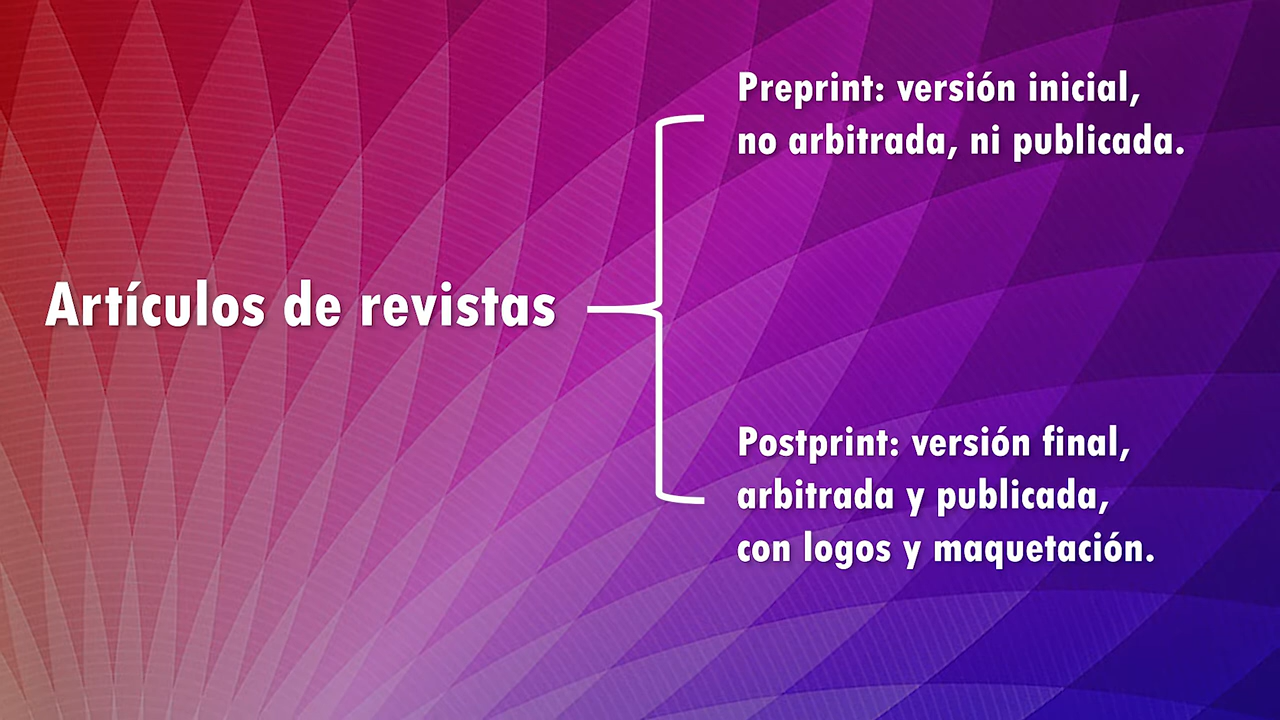 Artículos de revistas
Preprint: versión inicial,
no arbitrada, ni publicada.
Postprint: versión final,
arbitrada y publicada,
con logos y maquetación.